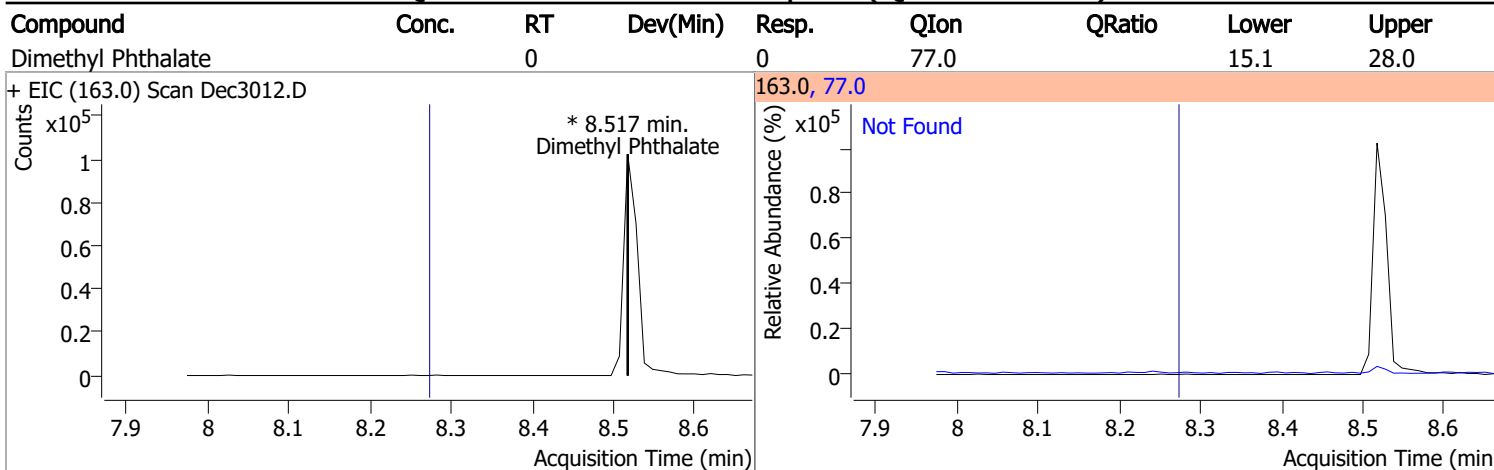 Compound Conc. RT Dev(Min) Resp. QIon QRatio Lower Upper
Dimethyl Phthalate 0 0 77.0 15.1 28.0
+ EIC (163.0) Scan Dec3012.D
Counts
x10⁵
1
0.8
0.6
0.4
0.2
0
* 8.517 min.
Dimethyl Phthalate
7.9 8 8.1 8.2 8.3 8.4 8.5 8.6
Acquisition Time (min)
163.0, 77.0
Relative Abundance (%)
x10⁵
Not Found
0.8
0.6
0.4
0.2
0
7.9 8 8.1 8.2 8.3 8.4 8.5 8.6
Acquisition Time (min